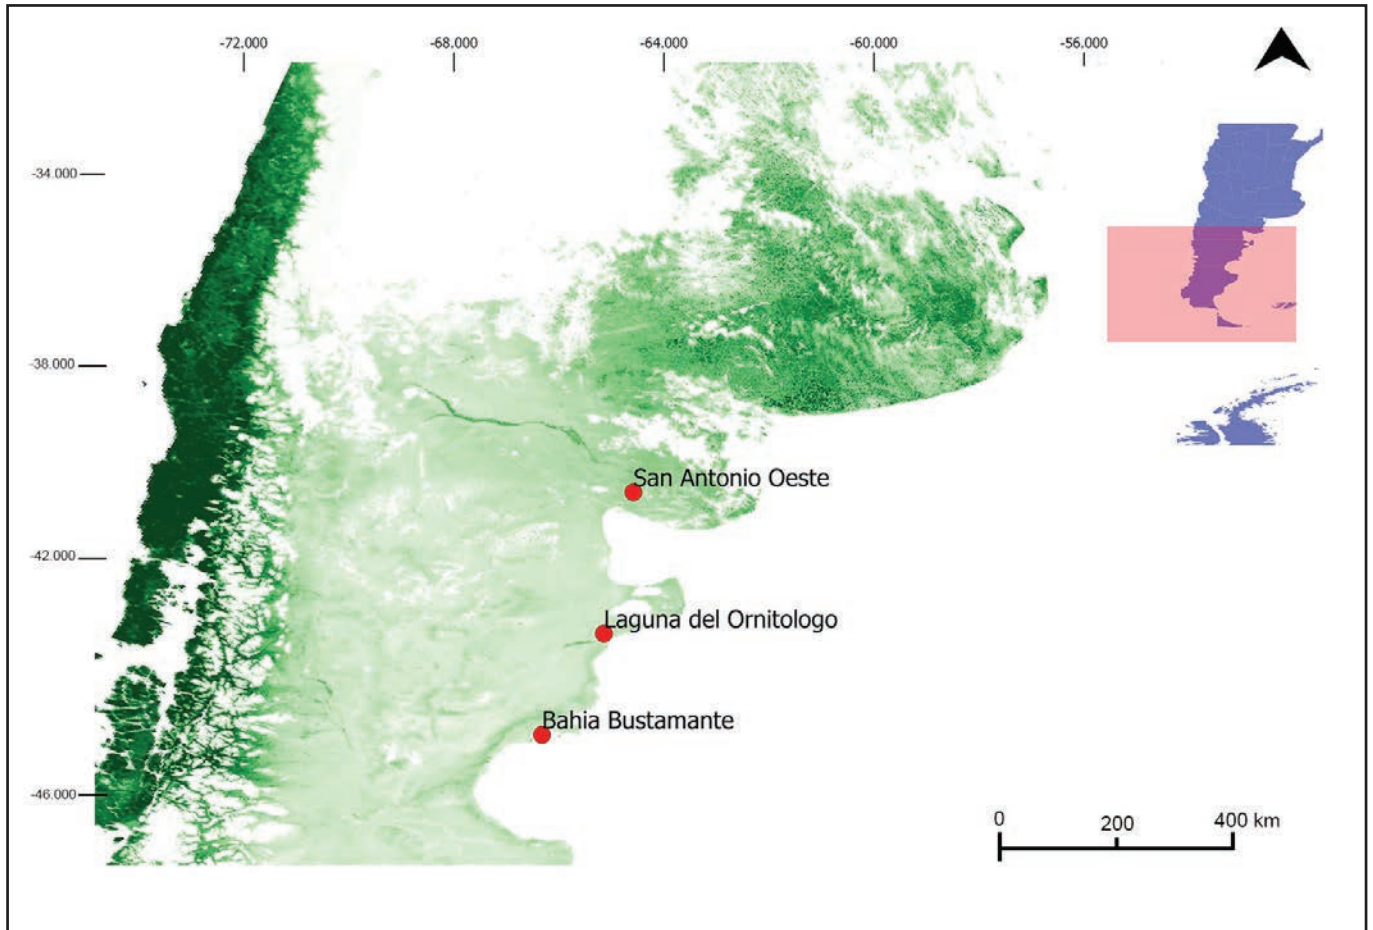 -72.000
-68.000
-64.000
-60.000
-56.000
-34.000
-38.000
San Antonio Oeste
-42.000
Laguna del Ornitologo
Bahia Bustamante
-46.000
0
200
400 km